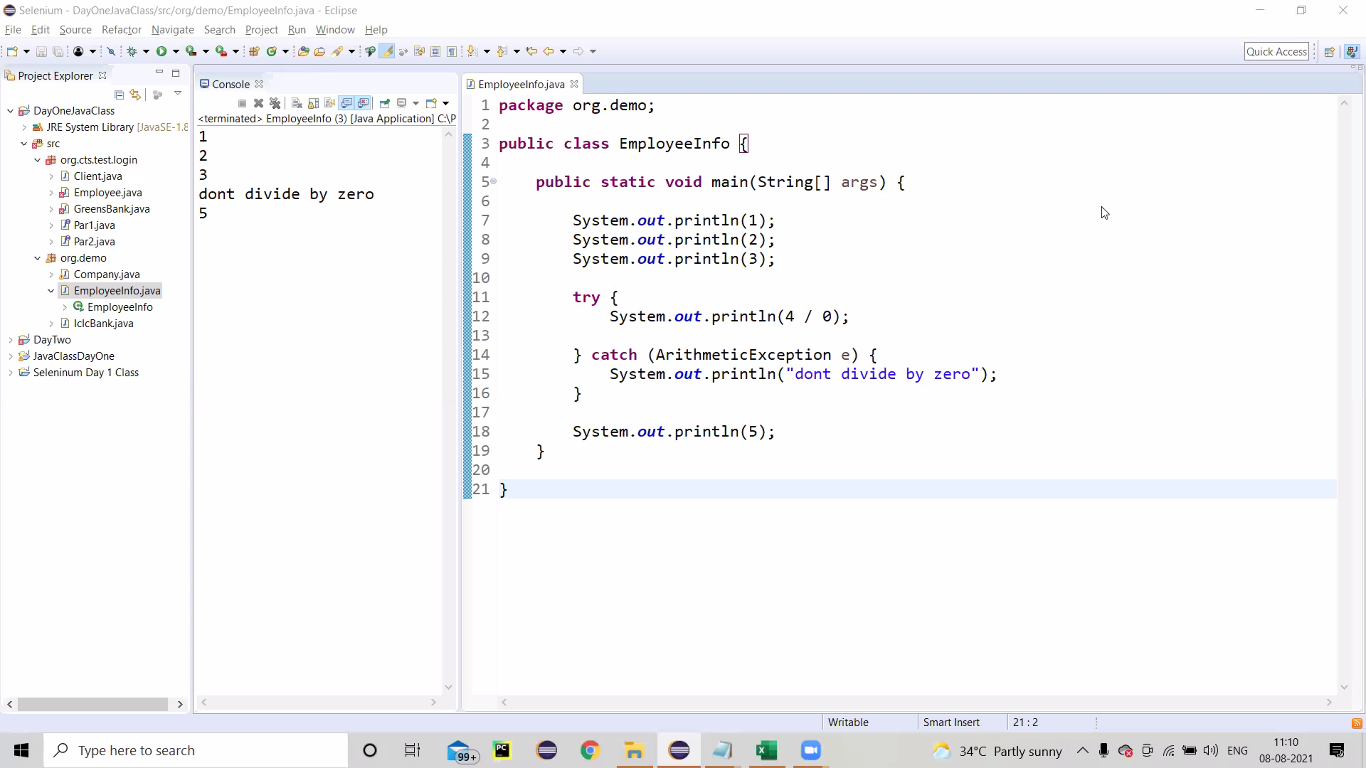 Selenium - DayOneJavaClass/src/org/demo/EmployeeInfo.java - Eclipse
File Edit Source Refactor Navigate Search Project Run Window Help
Quick Access
Project Explorer
DayOneJavaClass
JRE System Library [JavaSE-1.8
src
org.cts.test.login
Client.java
Employee.java
GreensBank.java
Par1.java
Par2.java
org.demo
Company.java
EmployeeInfo.java
EmployeeInfo
IcIcBank.java
DayTwo
JavaClassDayOne
Seleninum Day 1 Class
Console
<terminated> EmployeeInfo (3) [Java Application] C:\P
1
2
3
dont divide by zero
5
EmployeeInfo.java
1 package org.demo;
2
3 public class EmployeeInfo {
4
5 public static void main(String[] args) {
6
7 System.out.println(1);
8 System.out.println(2);
9 System.out.println(3);
10
11 try {
12 System.out.println(4 / 0);
13
14 } catch (ArithmeticException e) {
15 System.out.println("dont divide by zero");
16 }
17
18 System.out.println(5);
19 }
20
21 }
Writable Smart Insert 21 : 2
Type here to search
99+
PC
34°C Partly sunny
ENG
11:10
08-08-2021